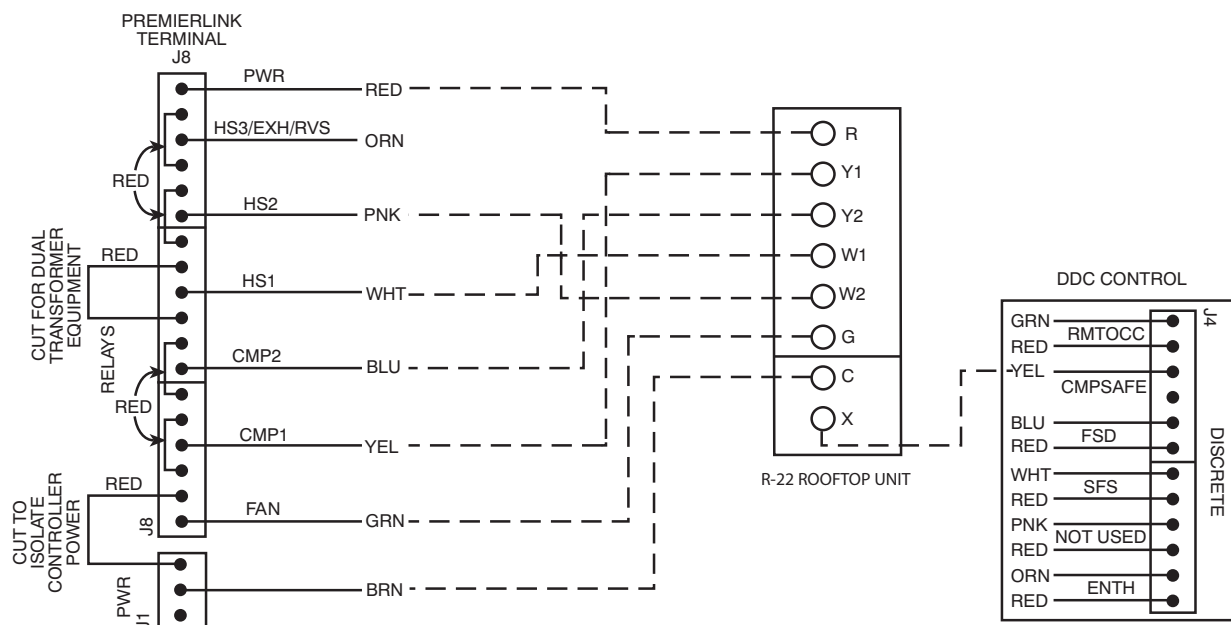 PREMIERLINK
TERMINAL
J8
PWR
RED
HS3/EXH/RVS
ORN
RED
HS2
PNK
RED
CUT FOR DUAL
TRANSFORMER
EQUIPMENT
HS1
WHT
RELAYS
CMP2
BLU
RED
CMP1
YEL
RED
CUT TO
ISOLATE
CONTROLLER
POWER
J8
FAN
GRN
PWR
J1
BRN
R
Y1
Y2
W1
W2
G
C
X
R-22 ROOFTOP UNIT
DDC CONTROL
J4
GRN
RMTOCC
RED
YEL
CMPSAFE
BLU
FSD
RED
DISCRETE
WHT
SFS
RED
PNK
NOT USED
RED
ORN
ENTH
RED